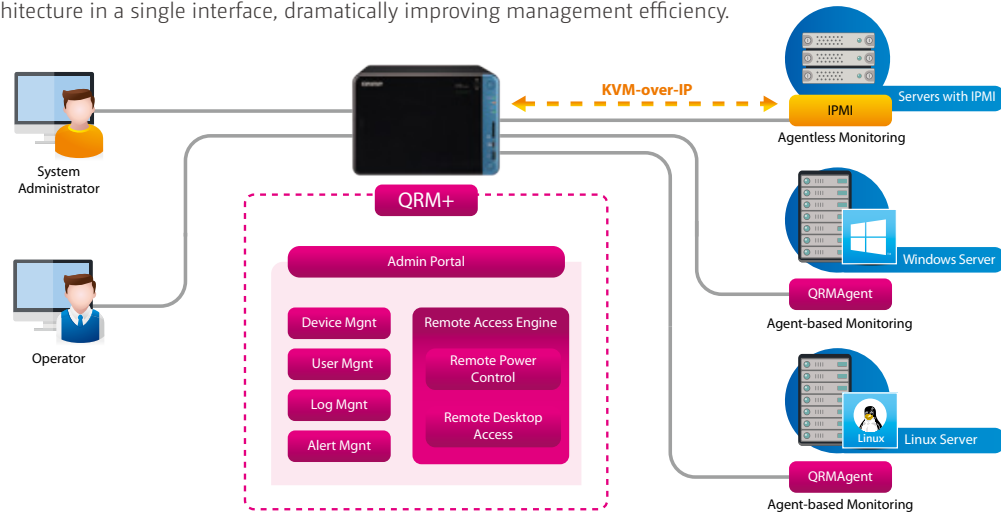 hitecture in a single interface, dramatically improving management efficiency.
KVM-over-IP
Servers with IPMI
IPMI
Agentless Monitoring
System
Administrator
QRM+
Admin Portal
Windows Server
QRMAgent
Agent-based Monitoring
Operator
Device Mgnt
User Mgnt
Log Mgnt
Alert Mgnt
Remote Access Engine
Remote Power
Control
Remote Desktop
Access
Linux
Linux Server
QRMAgent
Agent-based Monitoring